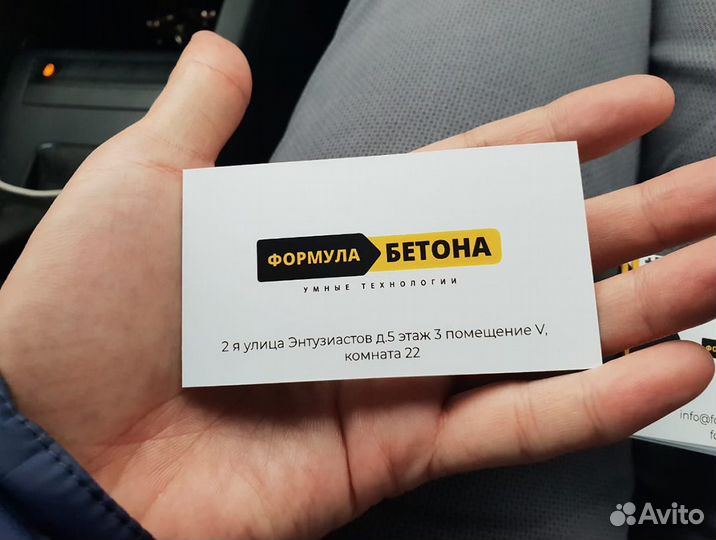 ФОРМУЛА БЕТОНА
УМНЫЕ ТЕХНОЛОГИИ
2 я улица Энтузиастов д.5 этаж 3 помещение V,
комната 22
Avito